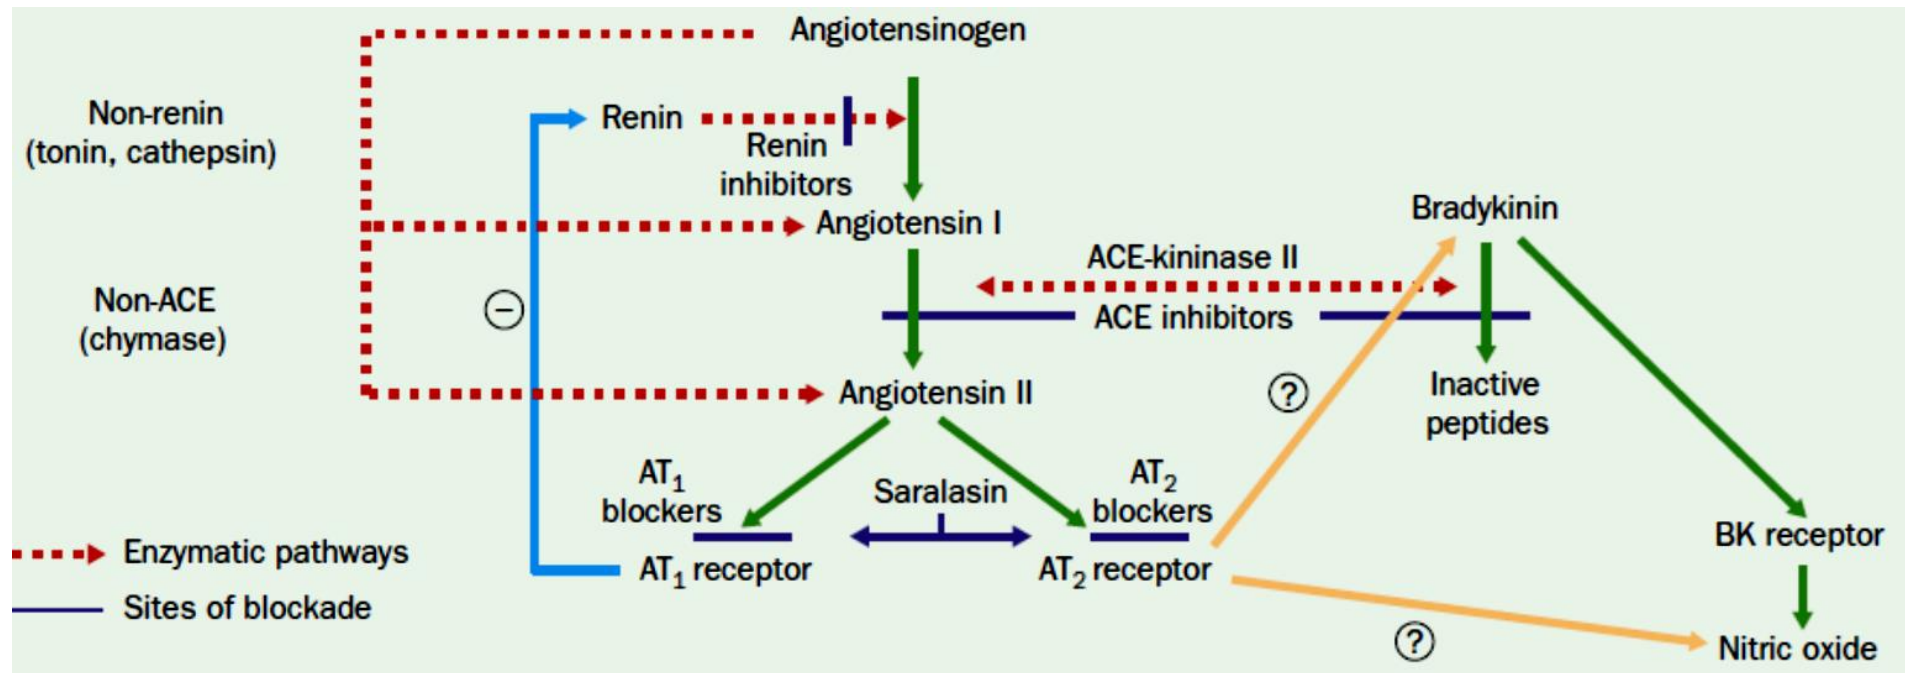 Angiotensinogen
Non-renin
(tonin, cathepsin)
Renin
Renin
inhibitors
Angiotensin I
Bradykinin
ACE-kininase II
Non-ACE
(chymase)
−
ACE inhibitors
Angiotensin II
?
Inactive
peptides
AT₁
blockers
Saralasin
AT₂
blockers
AT₁ receptor
AT₂ receptor
BK receptor
Enzymatic pathways
Sites of blockade
?
Nitric oxide